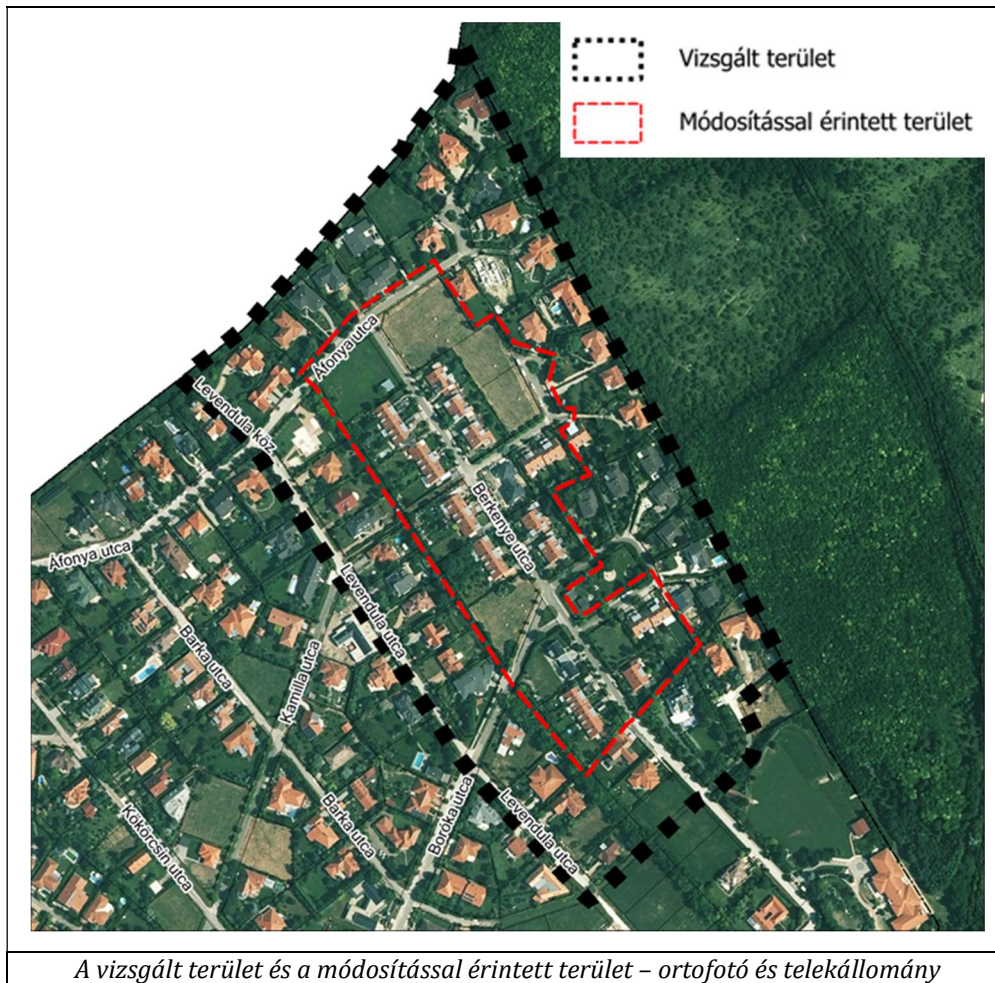 Vizsgált terület
Módosítással érintett terület
Áfonya utca
Levendula köz
Berkenye utca
Áfonya utca
Levendula utca
Barka utca
Kamilla utca
Kökörcsin utca
Barka utca
Boróka utca
Levendula utca
A vizsgált terület és a módosítással érintett terület – ortofotó és telekállomány